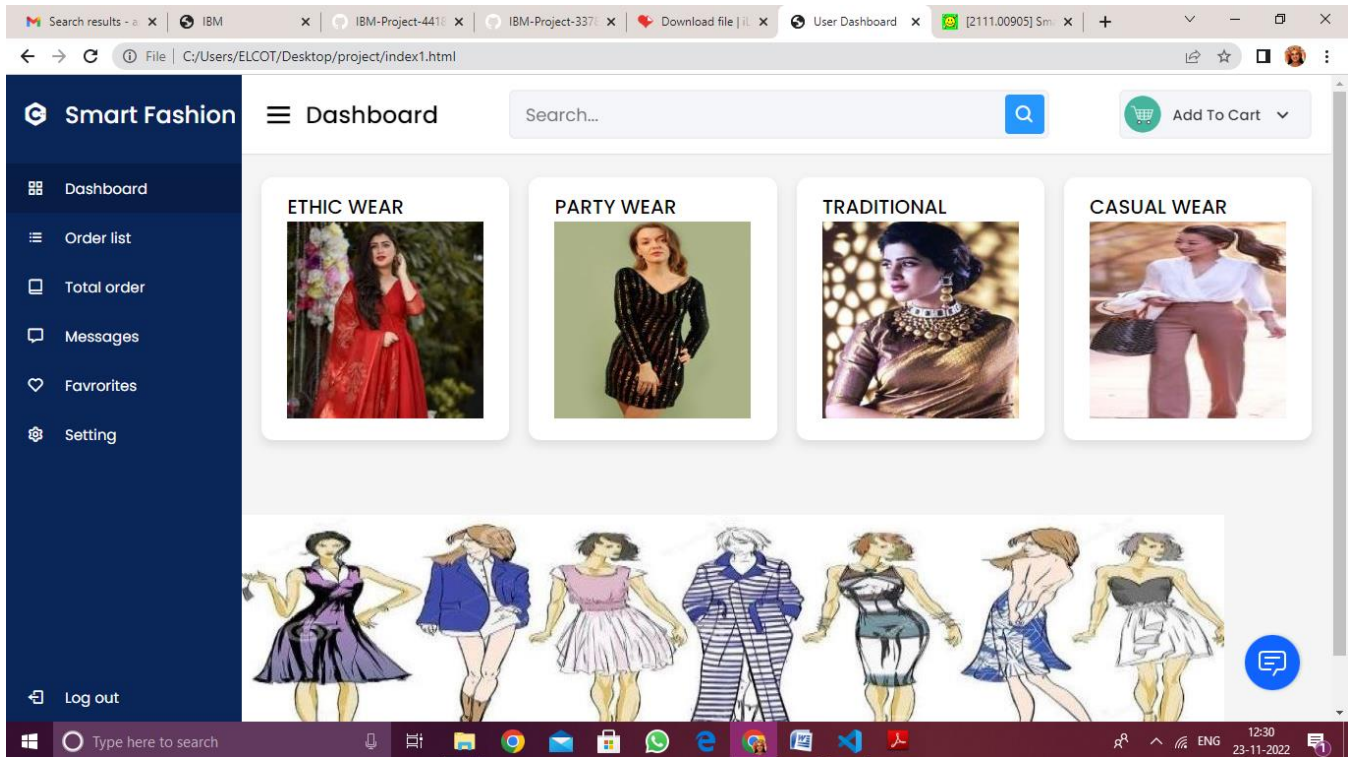 Search results - a
IBM
IBM-Project-4418
IBM-Project-3378
Download file | iL
User Dashboard
[2111.00905] Sm
File | C:/Users/ELCOT/Desktop/project/index1.html
Smart Fashion
Dashboard
Search...
Add To Cart
Dashboard
Order list
Total order
Messages
Favrorites
Setting
Log out
ETHIC WEAR
PARTY WEAR
TRADITIONAL
CASUAL WEAR
Type here to search
ENG
12:30
23-11-2022
1